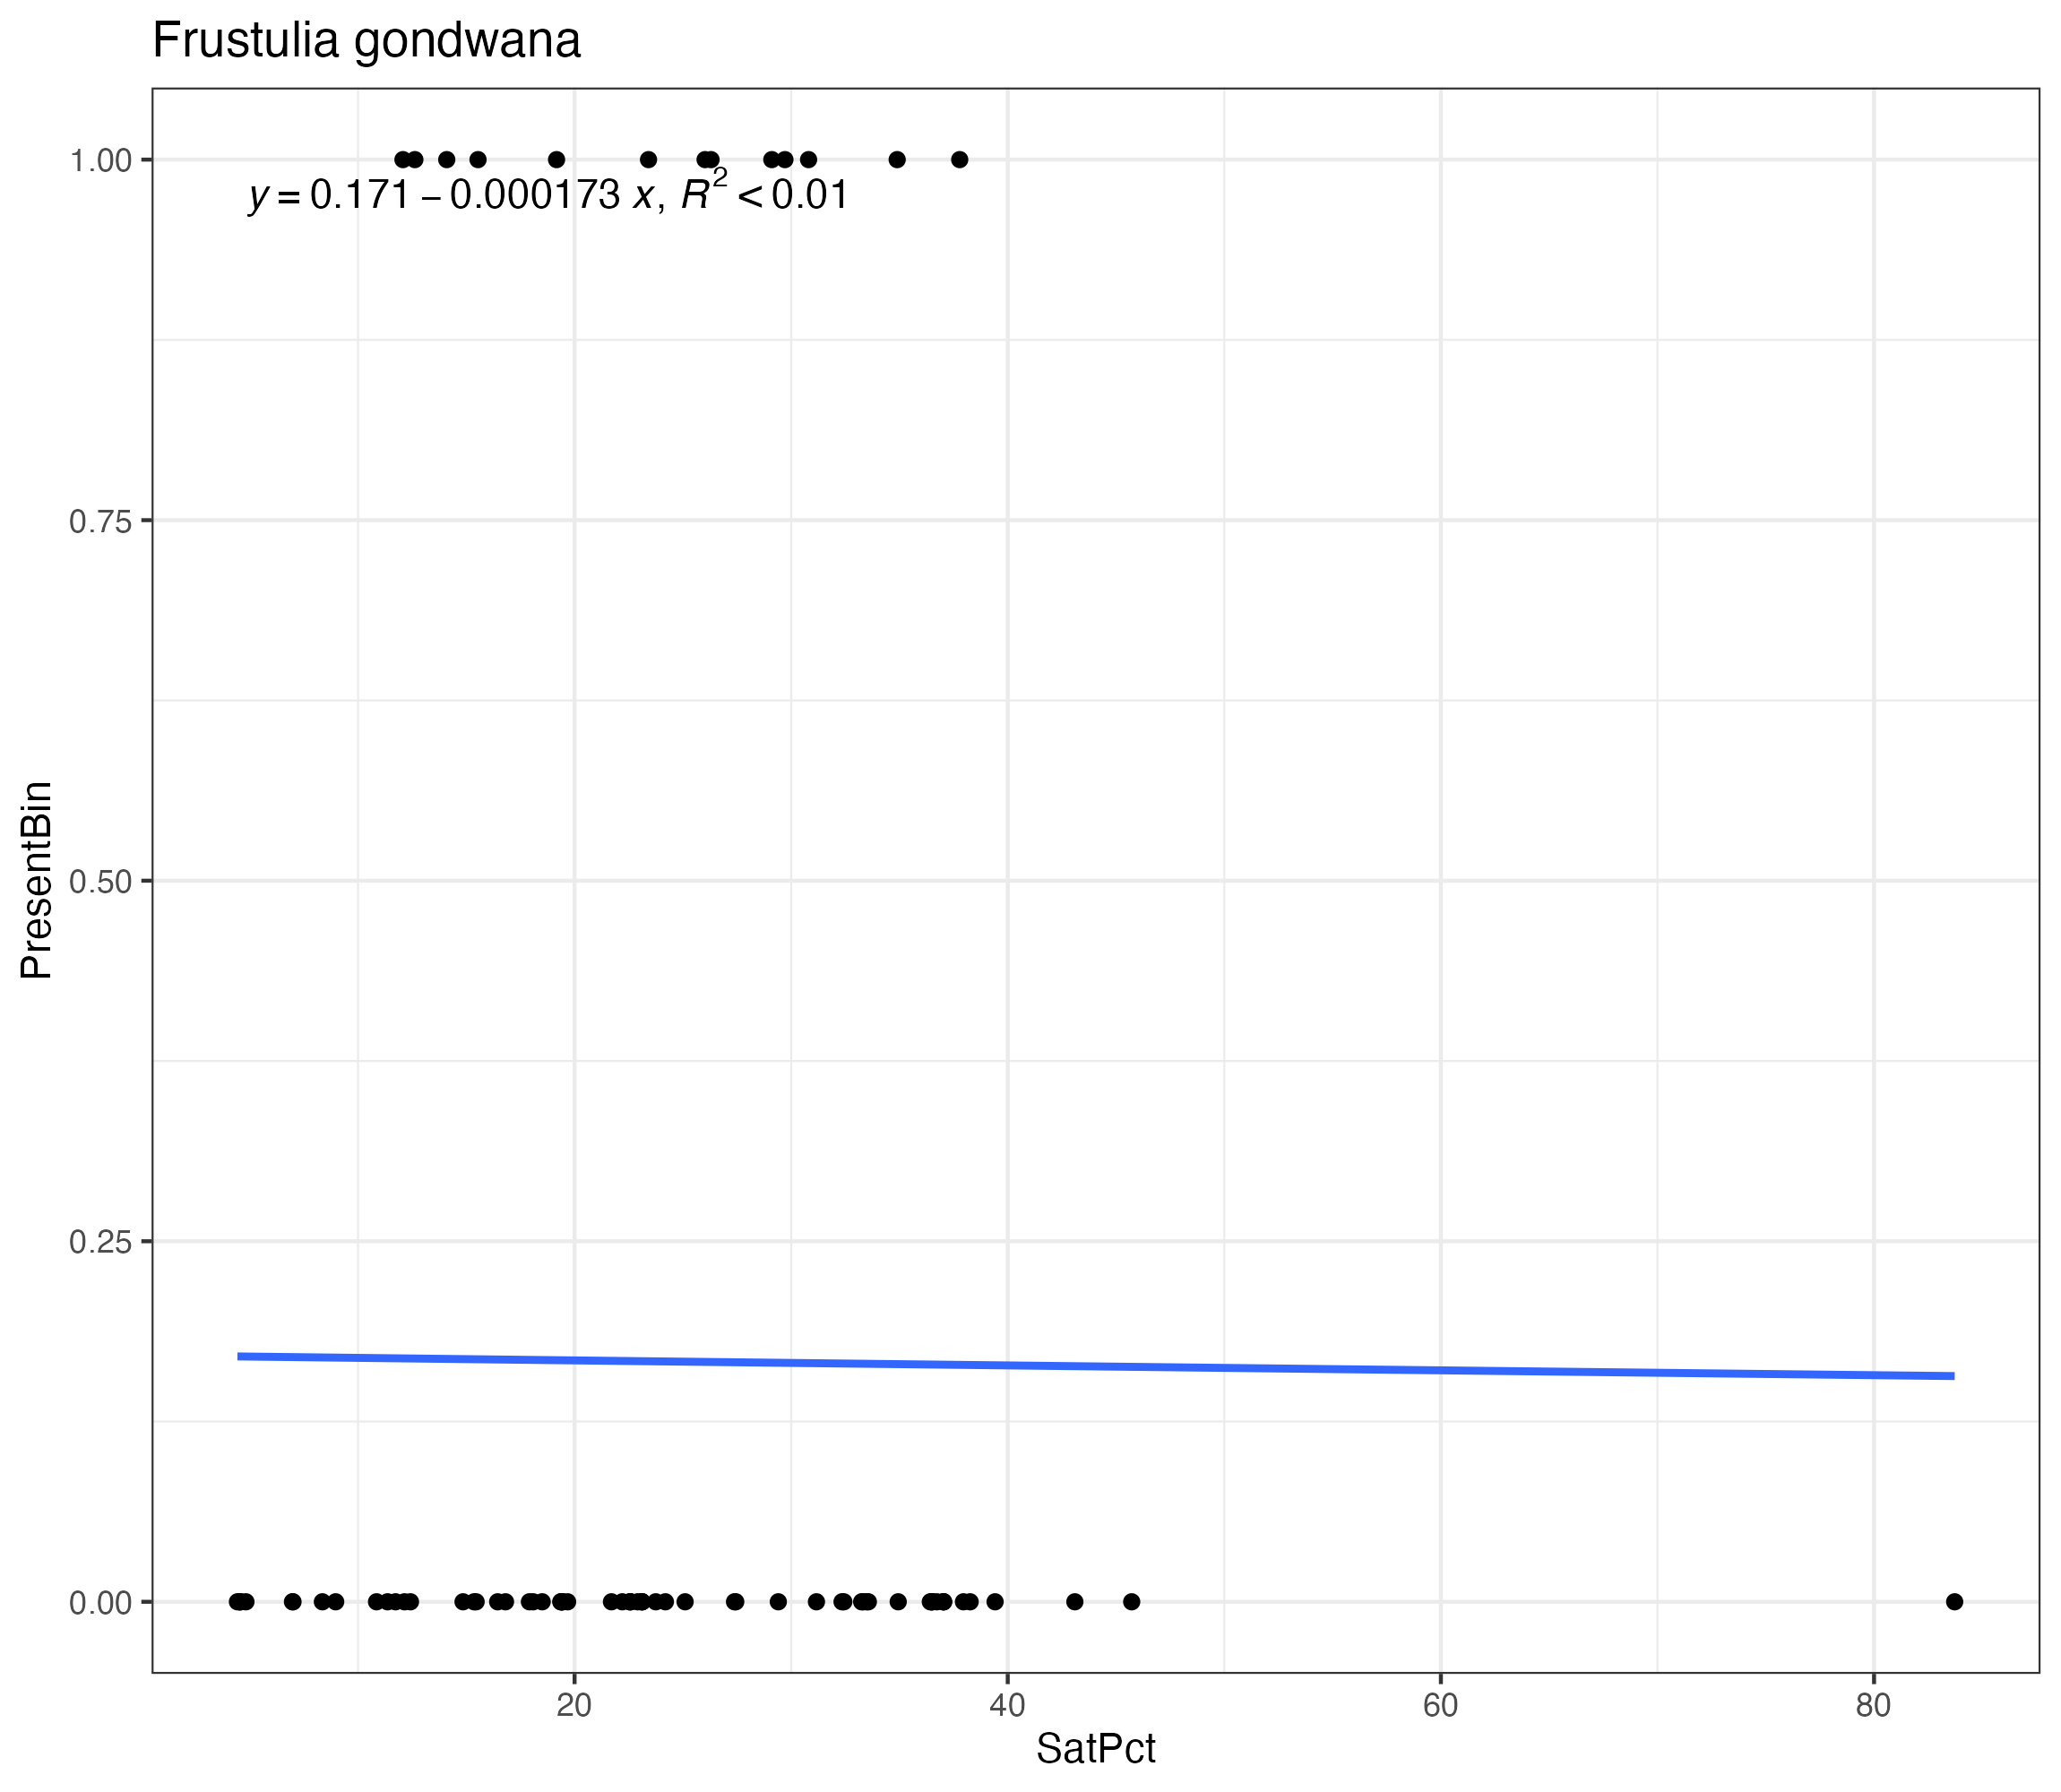 Frustulia gondwana
1.00
y = 0.171 − 0.000173 x, R² < 0.01
0.75
PresentBin
0.50
0.25
0.00
20 40 60 80
SatPct